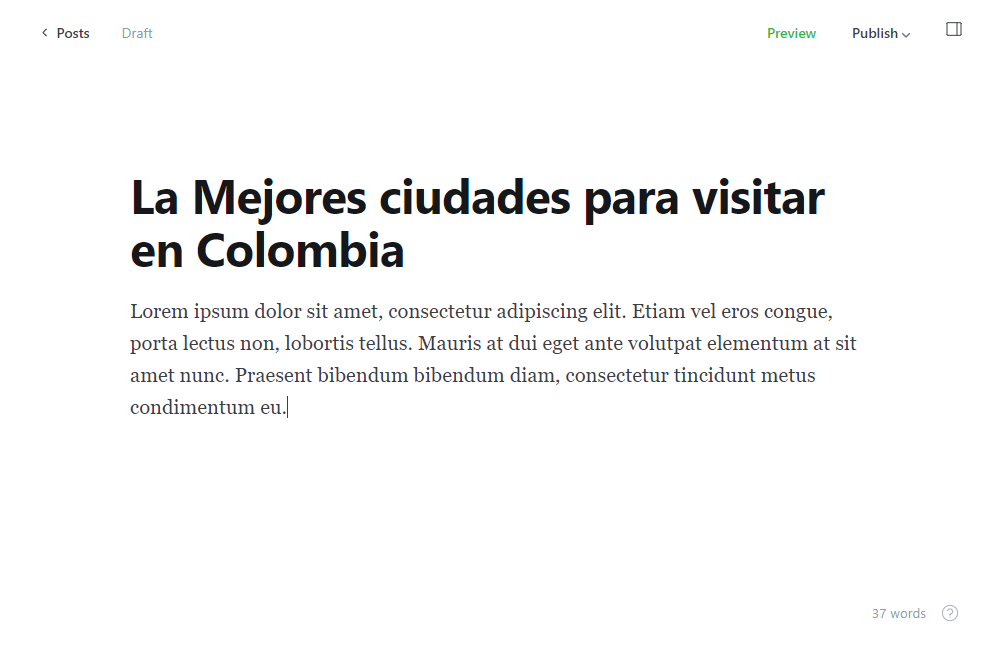 Posts
Draft
Preview
Publish
La Mejores ciudades para visitar
en Colombia
Lorem ipsum dolor sit amet, consectetur adipiscing elit. Etiam vel eros congue,
porta lectus non, lobortis tellus. Mauris at dui eget ante volutpat elementum at sit
amet nunc. Praesent bibendum bibendum diam, consectetur tincidunt metus
condimentum eu.
37 words
?